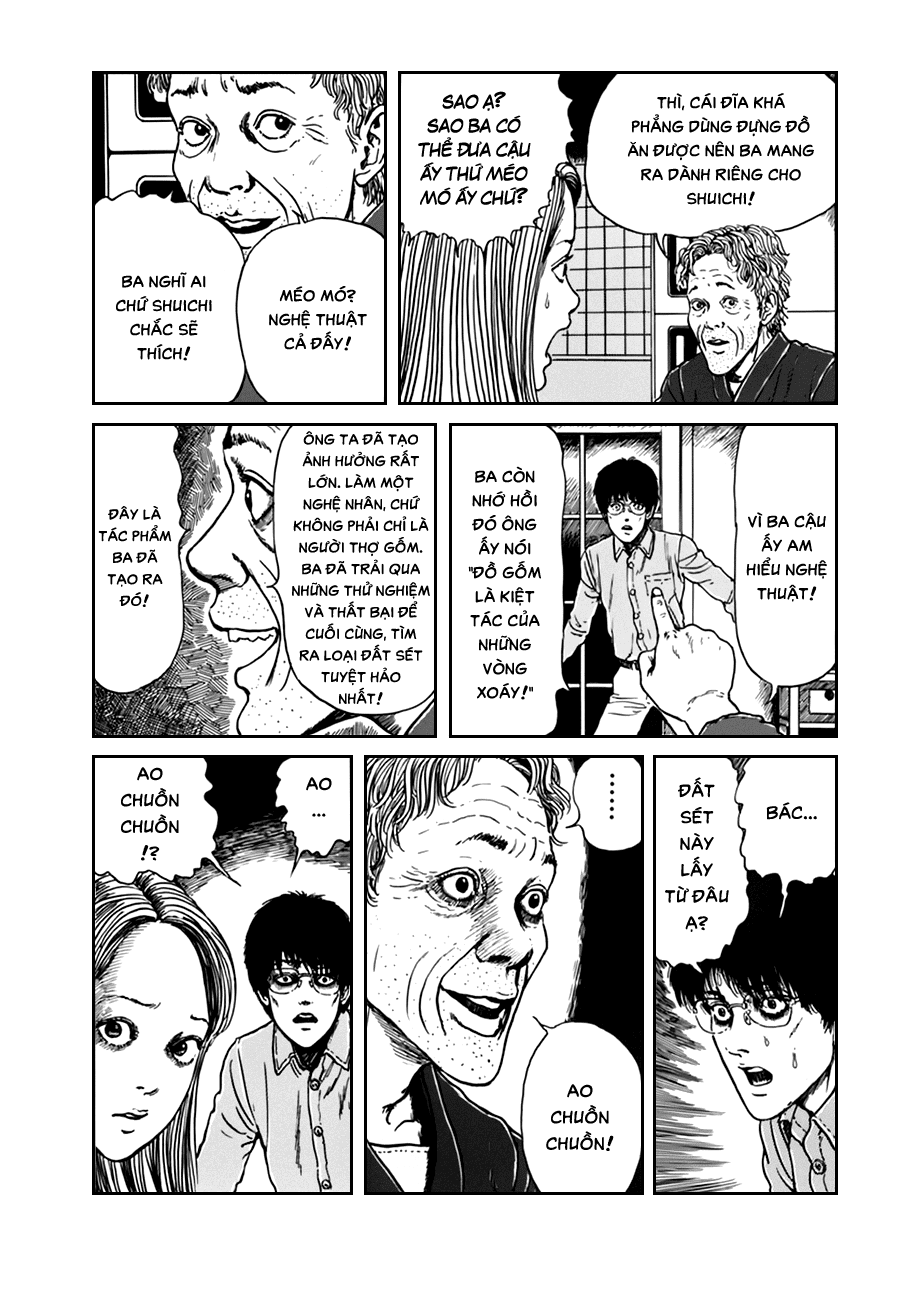 THÌ, CÁI ĐĨA KHÁ
PHẲNG DÙNG ĐỰNG ĐỒ
ĂN ĐƯỢC NÊN BA MANG
RA DÀNH RIÊNG CHO
SHUICHI!
SAO Ạ?
SAO BA CÓ
THỂ ĐƯA CẬU
ẤY THỨ MÉO
MÓ ẤY CHỨ?
MÉO MÓ?
NGHỆ THUẬT
CẢ ĐẤY!
BA NGHĨ AI
CHỨ SHUICHI
CHẮC SẼ
THÍCH!
VÌ BA CẬU
ẤY AM
HIỂU NGHỆ
THUẬT!
BA CÒN
NHỚ HỒI
ĐÓ ÔNG
ẤY NÓI
"ĐỒ GỐM
LÀ KIỆT
TÁC CỦA
NHỮNG
VÒNG
XOÁY!"
ÔNG TA ĐÃ TẠO
ẢNH HƯỞNG RẤT
LỚN. LÀM MỘT
NGHỆ NHÂN, CHỨ
KHÔNG PHẢI CHỈ LÀ
NGƯỜI THỢ GỐM.
BA ĐÃ TRẢI QUA
NHỮNG THỬ NGHIỆM
VÀ THẤT BẠI ĐỂ
CUỐI CÙNG, TÌM
RA LOẠI ĐẤT SÉT
TUYỆT HẢO
NHẤT!
ĐÂY LÀ
TÁC PHẨM
BA ĐÃ
TẠO RA
ĐÓ!
BÁC...
ĐẤT
SÉT
NÀY
LẤY
TỪ ĐÂU
Ạ?
......
AO
CHUỒN
CHUỒN!
AO
...
AO
CHUỒN
CHUỒN
!?